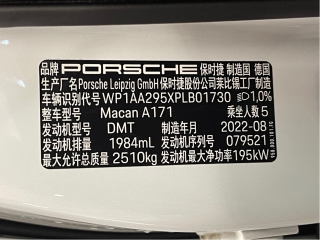 品牌 PORSCHE 保时捷 制造国 德国
生产厂名 Porsche Leipzig GmbH 保时捷股份公司莱比锡工厂
车辆识别代号 WP1AA295XPLB01730 1,0%
整车型号 Macan A171 乘坐人数 5
发动机型号 DMT 制造年月 2022-08
发动机排量 1984mL 发动机序列号 079521
最大允许总质量 2510kg 发动机最大净功率 195kW